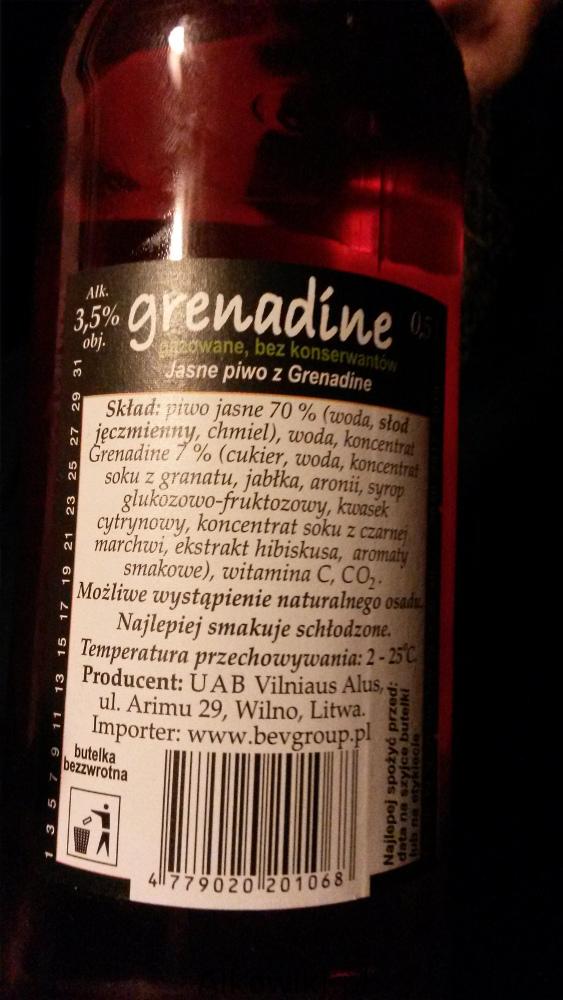 Alk.
3,5%
obj.
grenadine
0,5
gazowane, bez konserwantów
Jasne piwo z Grenadine
Skład: piwo jasne 70 % (woda, słod
jęczmienny, chmiel), woda, koncentrat
Grenadine 7 % (cukier, woda, koncentrat
soku z granatu, jabłka, aronii, syrop
glukozowo-fruktozowy, kwasek
cytrynowy, koncentrat soku z czarnej
marchwi, ekstrakt hibiskusa, aromaty
smakowe), witamina C, CO₂.
Możliwe wystąpienie naturalnego osadu.
Najlepiej smakuje schłodzone.
Temperatura przechowywania: 2 - 25°C.
Producent: UAB Vilniaus Alus,
ul. Arimu 29, Wilno, Litwa.
Importer: www.bevgroup.pl
butelka
bezzwrotna
Najlepej spożyć przed:
data na szyjce butelki
lub na etykiecie
4 779020 201068
1 3 5 7 9 11 13 15 17 19 21 23 25 27 29 31